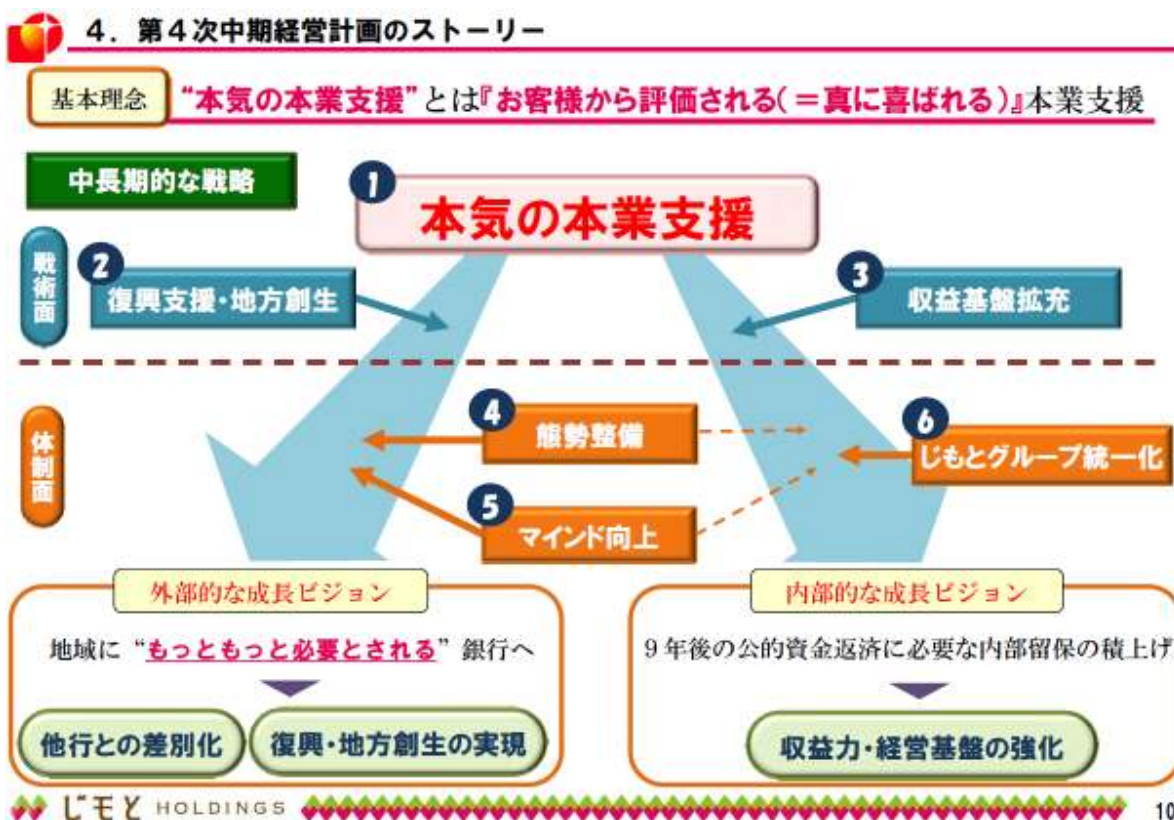 4. 第4次中期経営計画のストーリー
基本理念
“本気の本業支援”とは『お客様から評価される(=真に喜ばれる)』本業支援
中長期的な戦略
1
本気の本業支援
戦術面
2
復興支援・地方創生
3
収益基盤拡充
体制面
4
態勢整備
5
マインド向上
6
じもとグループ統一化
外部的な成長ビジョン
地域に“もっともっと必要とされる”銀行へ
他行との差別化
復興・地方創生の実現
内部的な成長ビジョン
9年後の公的資金返済に必要な内部留保の積上げ
収益力・経営基盤の強化
じモと HOLDINGS
10